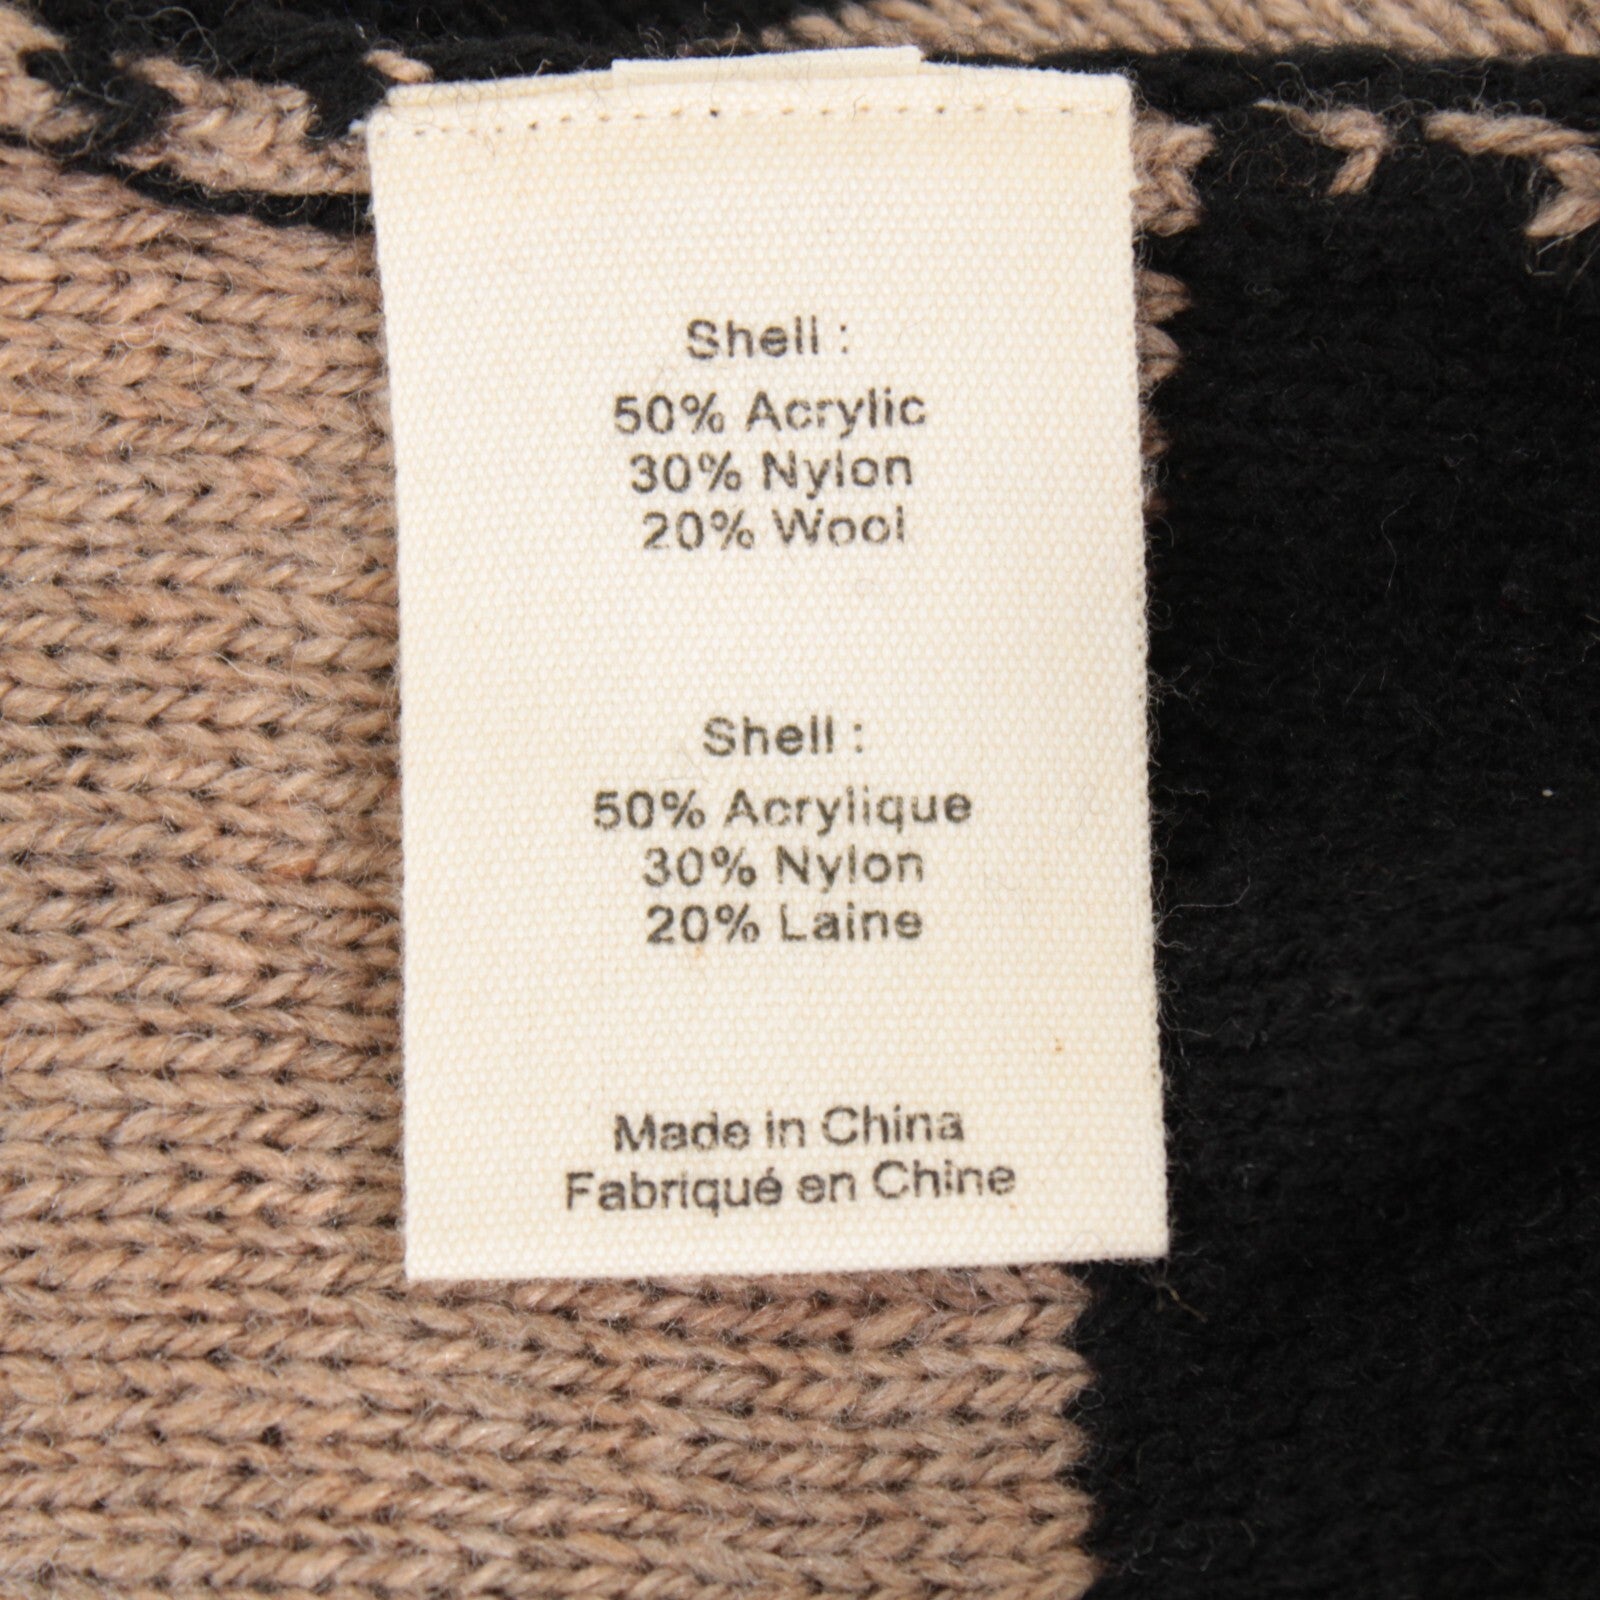 Shell :
50% Acrylic
30% Nylon
20% Wool
Shell :
50% Acrylique
30% Nylon
20% Laine
Made in China
Fabriqué en Chine